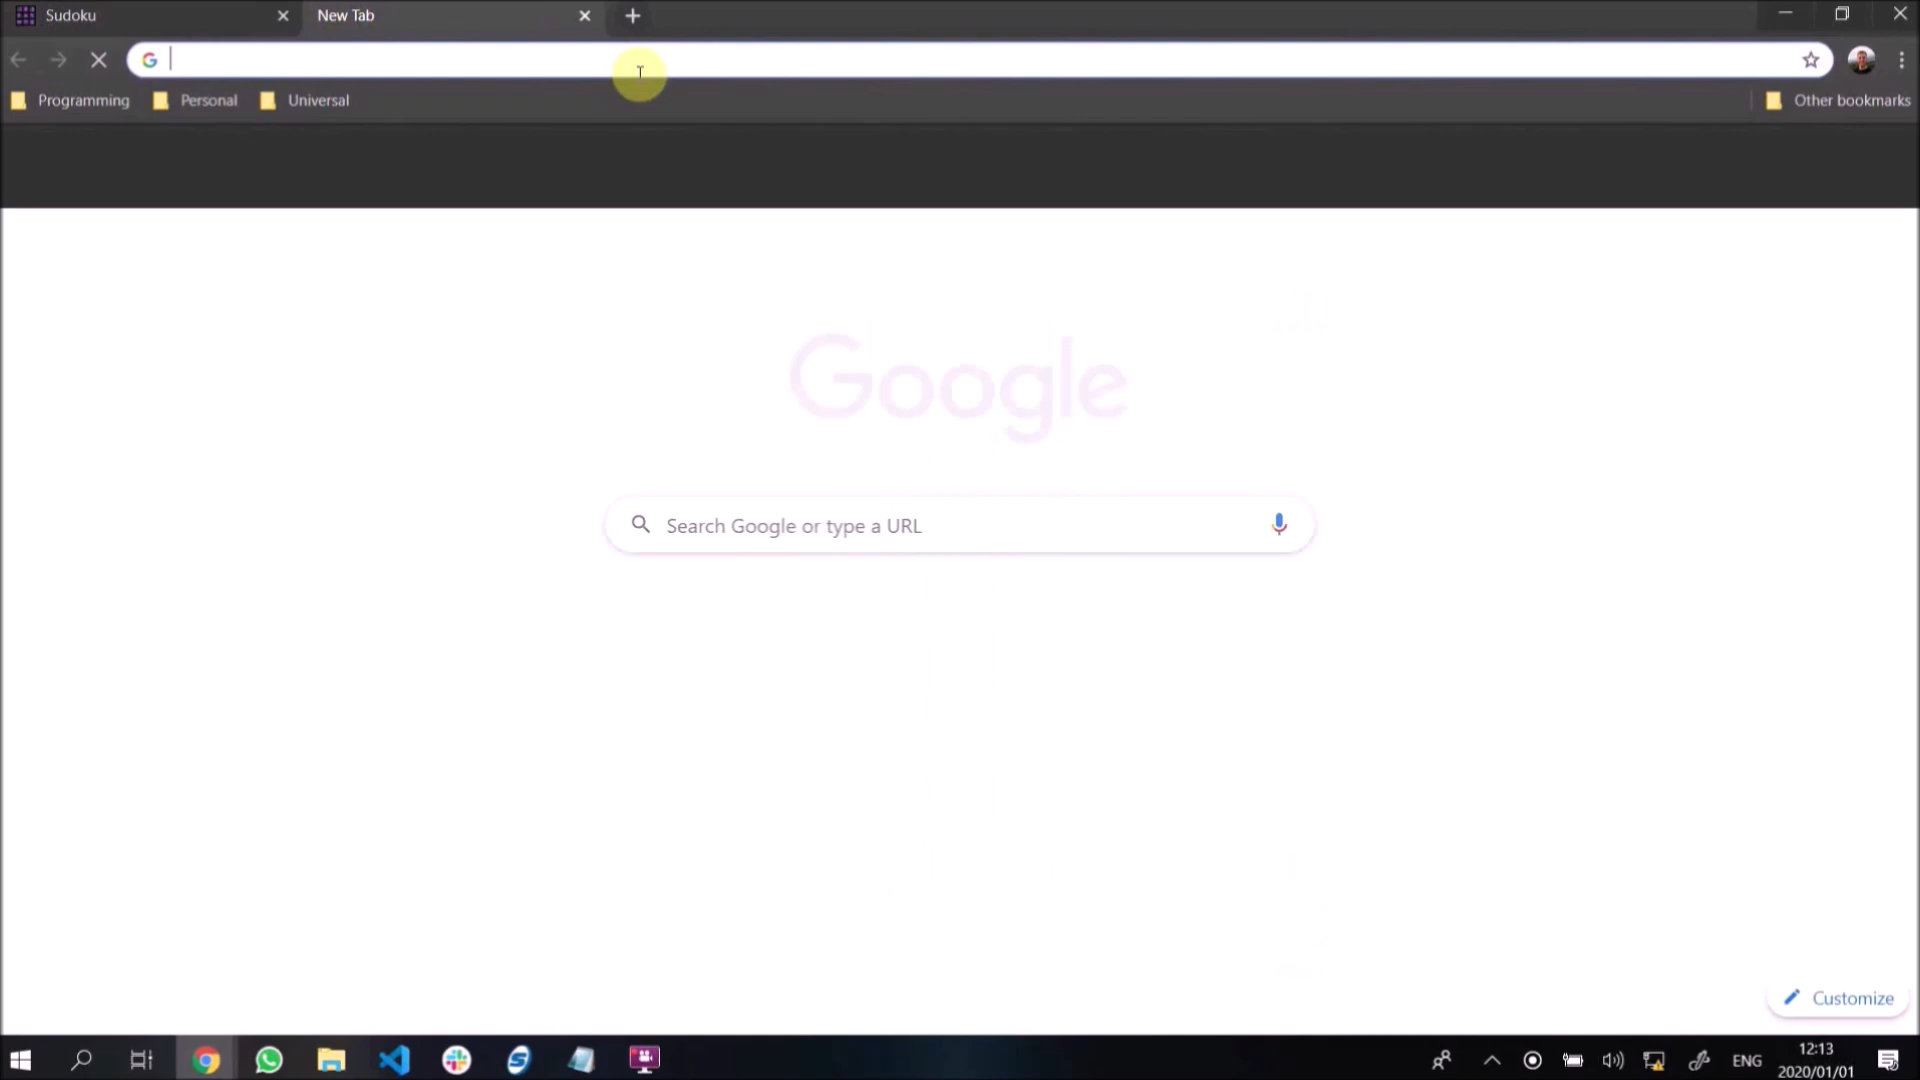 Sudoku
New Tab
Programming
Personal
Universal
Other bookmarks
Google
Search Google or type a URL
Customize
ENG
12:13
2020/01/01